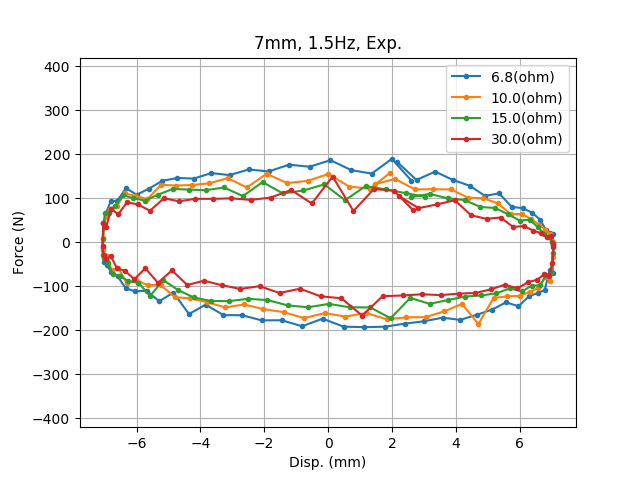 7mm, 1.5Hz, Exp.
400
300
200
100
0
−100
−200
−300
−400
Force (N)
6.8(ohm)
10.0(ohm)
15.0(ohm)
30.0(ohm)
−6 −4 −2 0 2 4 6
Disp. (mm)